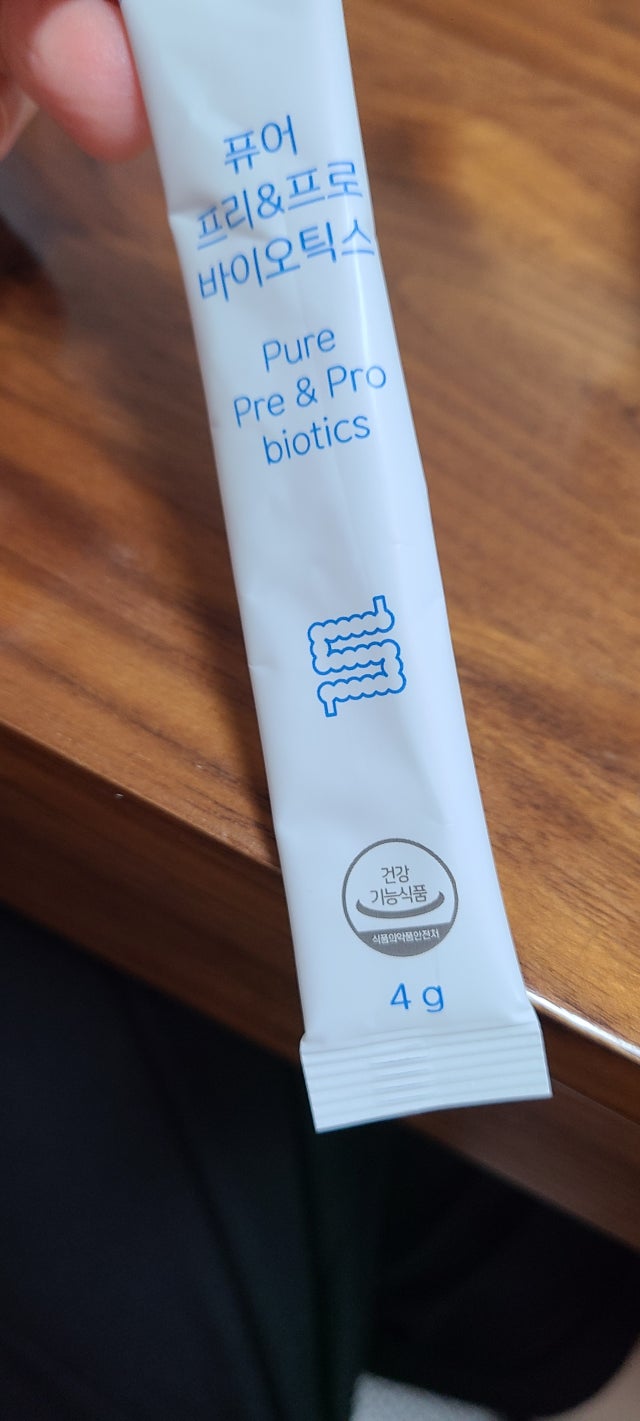 퓨어
프리&프로
바이오틱스
Pure
Pre & Pro
biotics
건강
기능식품
식품의약품안전처
4 g